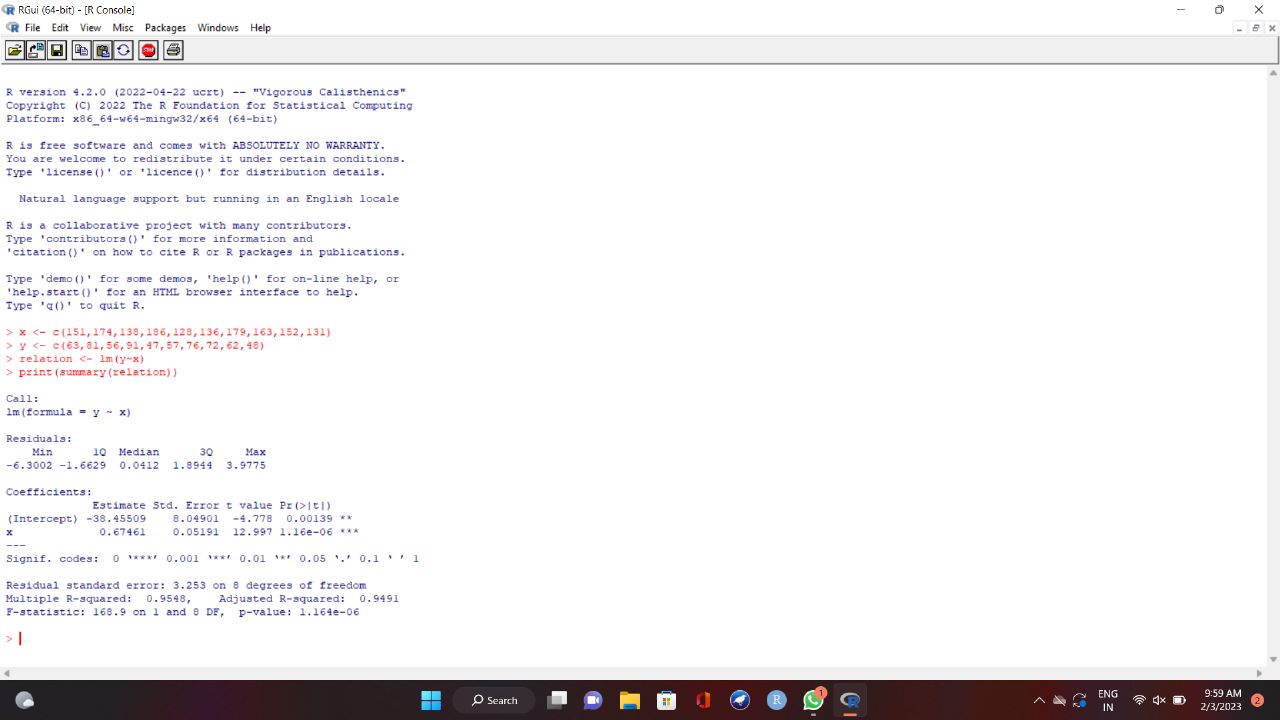 RGui (64-bit) - [R Console]
File Edit View Misc Packages Windows Help
STOP
R version 4.2.0 (2022-04-22 ucrt) -- "Vigorous Calisthenics"
Copyright (C) 2022 The R Foundation for Statistical Computing
Platform: x86_64-w64-mingw32/x64 (64-bit)
R is free software and comes with ABSOLUTELY NO WARRANTY.
You are welcome to redistribute it under certain conditions.
Type 'license()' or 'licence()' for distribution details.
Natural language support but running in an English locale
R is a collaborative project with many contributors.
Type 'contributors()' for more information and
'citation()' on how to cite R or R packages in publications.
Type 'demo()' for some demos, 'help()' for on-line help, or
'help.start()' for an HTML browser interface to help.
Type 'q()' to quit R.
> x <- c(151,174,138,186,128,136,179,163,152,131)
> y <- c(63,81,56,91,47,57,76,72,62,48)
> relation <- lm(y~x)
> print(summary(relation))
Call:
lm(formula = y ~ x)
Residuals:
Min 1Q Median 3Q Max
-6.3002 -1.6629 0.0412 1.8944 3.9775
Coefficients:
Estimate Std. Error t value Pr(>|t|)
(Intercept) -38.45509 8.04901 -4.778 0.00139 **
x 0.67461 0.05191 12.997 1.16e-06 ***
---
Signif. codes: 0 ‘***’ 0.001 ‘**’ 0.01 ‘*’ 0.05 ‘.’ 0.1 ‘ ’ 1
Residual standard error: 3.253 on 8 degrees of freedom
Multiple R-squared: 0.9548, Adjusted R-squared: 0.9491
F-statistic: 168.9 on 1 and 8 DF, p-value: 1.164e-06
>
Search
1
ENG
IN
9:59 AM
2/3/2023
2